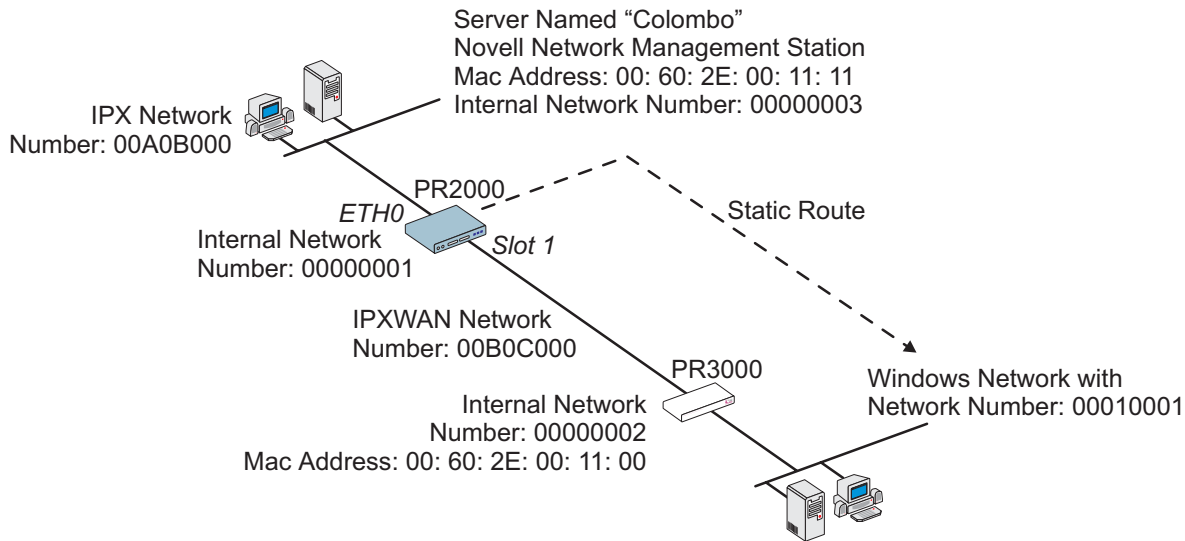 Server Named “Colombo”
Novell Network Management Station
Mac Address: 00: 60: 2E: 00: 11: 11
Internal Network Number: 00000003
IPX Network
Number: 00A0B000
PR2000
ETH0
Static Route
Internal Network
Number: 00000001
Slot 1
IPXWAN Network
Number: 00B0C000
PR3000
Windows Network with
Network Number: 00010001
Internal Network
Number: 00000002
Mac Address: 00: 60: 2E: 00: 11: 00